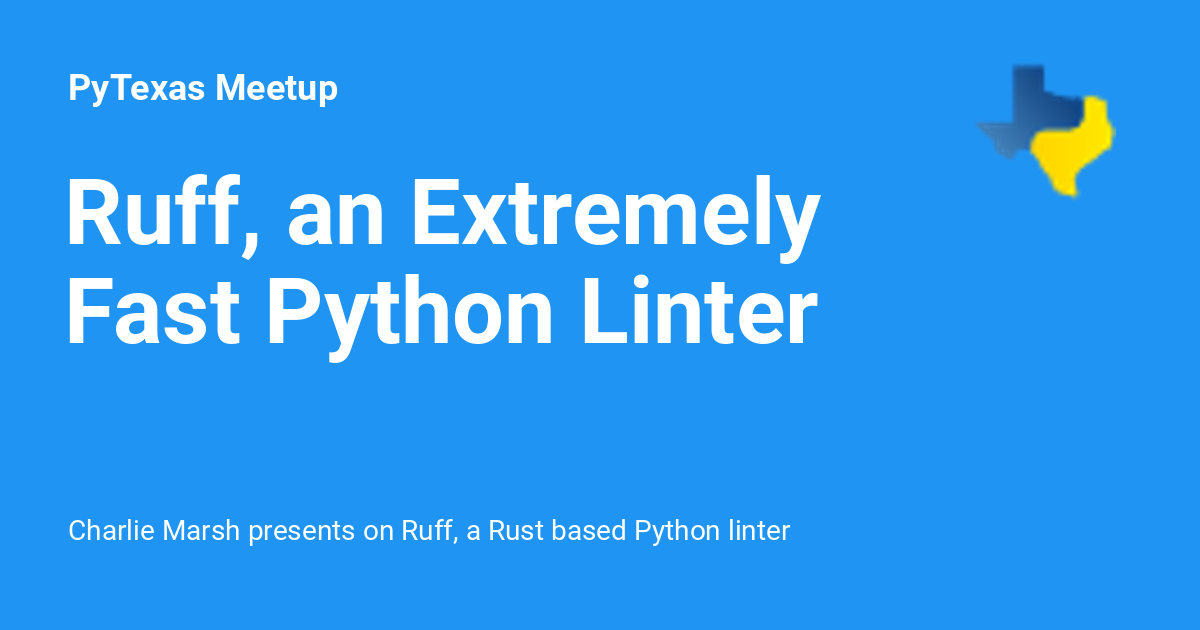 PyTexas Meetup
Ruff, an Extremely
Fast Python Linter
Charlie Marsh presents on Ruff, a Rust based Python linter